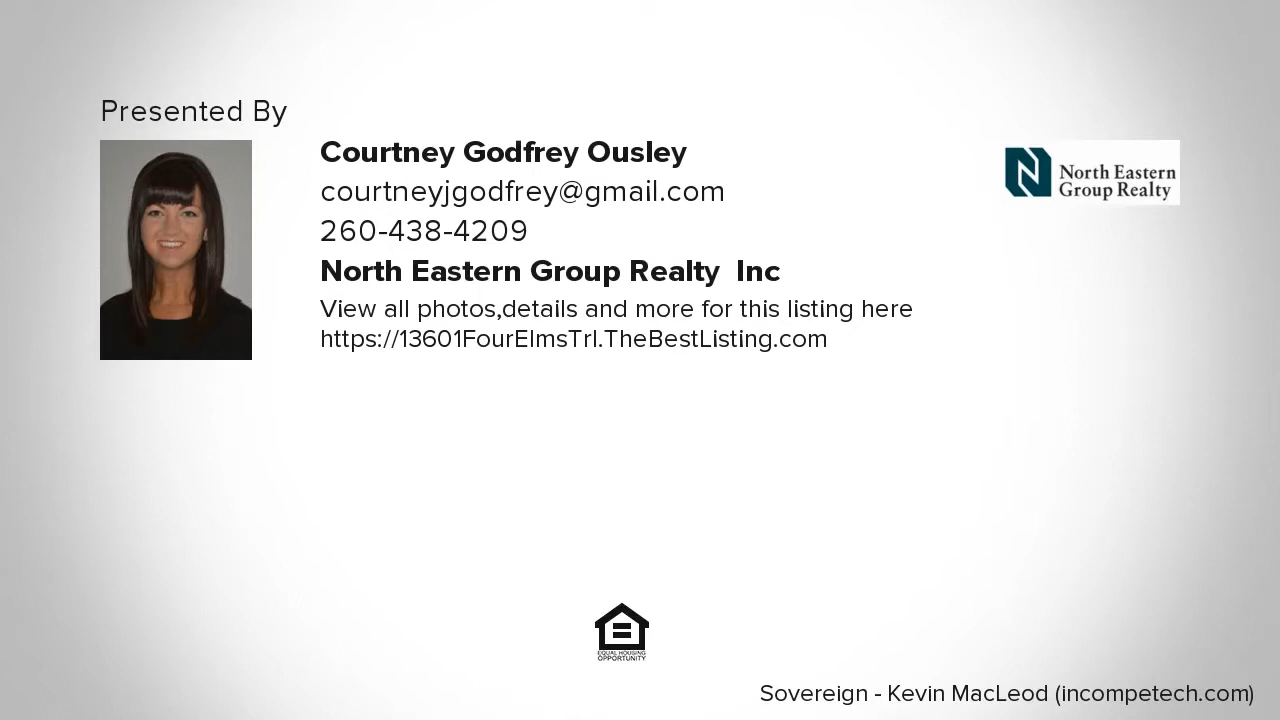 Presented By
Courtney Godfrey Ousley
courtneyjgodfrey@gmail.com
260-438-4209
North Eastern Group Realty  Inc
View all photos,details and more for this listing here
https://13601FourElmsTrl.TheBestListing.com
North Eastern
Group Realty
EQUAL HOUSING
OPPORTUNITY
Sovereign - Kevin MacLeod (incompetech.com)